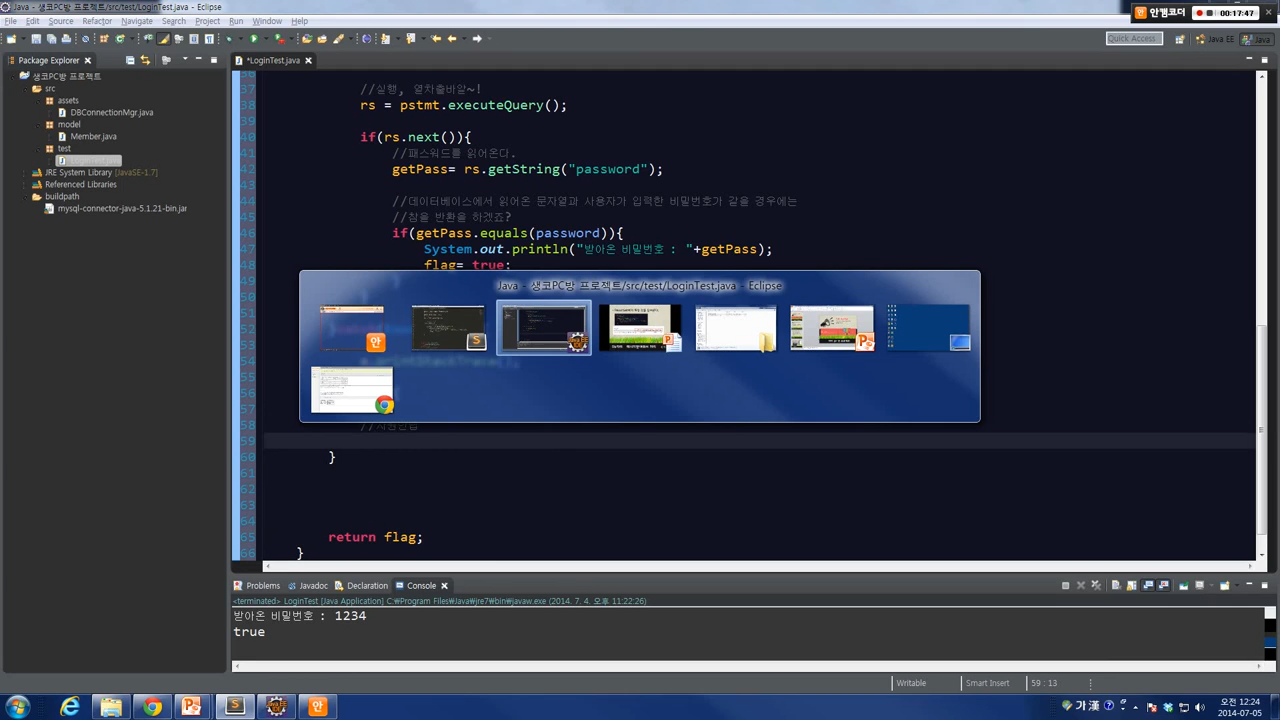 Java - 생코PC방 프로젝트/src/test/LoginTest.java - Eclipse
안캠코더
00:17:47
File Edit Source Refactor Navigate Search Project Run Window Help
Quick Access
Java EE
Java
Package Explorer
*LoginTest.java
생코PC방 프로젝트
src
assets
DBConnectionMgr.java
model
Member.java
test
JRE System Library [JavaSE-1.7]
Referenced Libraries
buildpath
mysql-connector-java-5.1.21-bin.jar
36
37 //실행, 열차출바알~!
38 rs = pstmt.executeQuery();
39
40 if(rs.next()){
41 //패스워드를 읽어온다.
42 getPass= rs.getString("password");
43
44 //데이터베이스에서 읽어온 문자열과 사용자가 입력한 비밀번호가 같을 경우에는
45 //참을 반환을 하겠죠?
46 if(getPass.equals(password)){
47 System.out.println("받아온 비밀번호 : "+getPass);
48 flag= true;
49
Java - 생코PC방 프로젝트/src/test/LoginTest.java - Eclipse
50
51
52
53
54
55
56
57
58
59
60 }
61
62
63
64
65 return flag;
66 }
Problems Javadoc Declaration Console
<terminated> LoginTest [Java Application] C:₩Program Files₩Java₩jre7₩bin₩javaw.exe (2014. 7. 4. 오후 11:22:26)
받아온 비밀번호 : 1234
true
Writable Smart Insert 59 : 13
가 漢
오전 12:24
2014-07-05